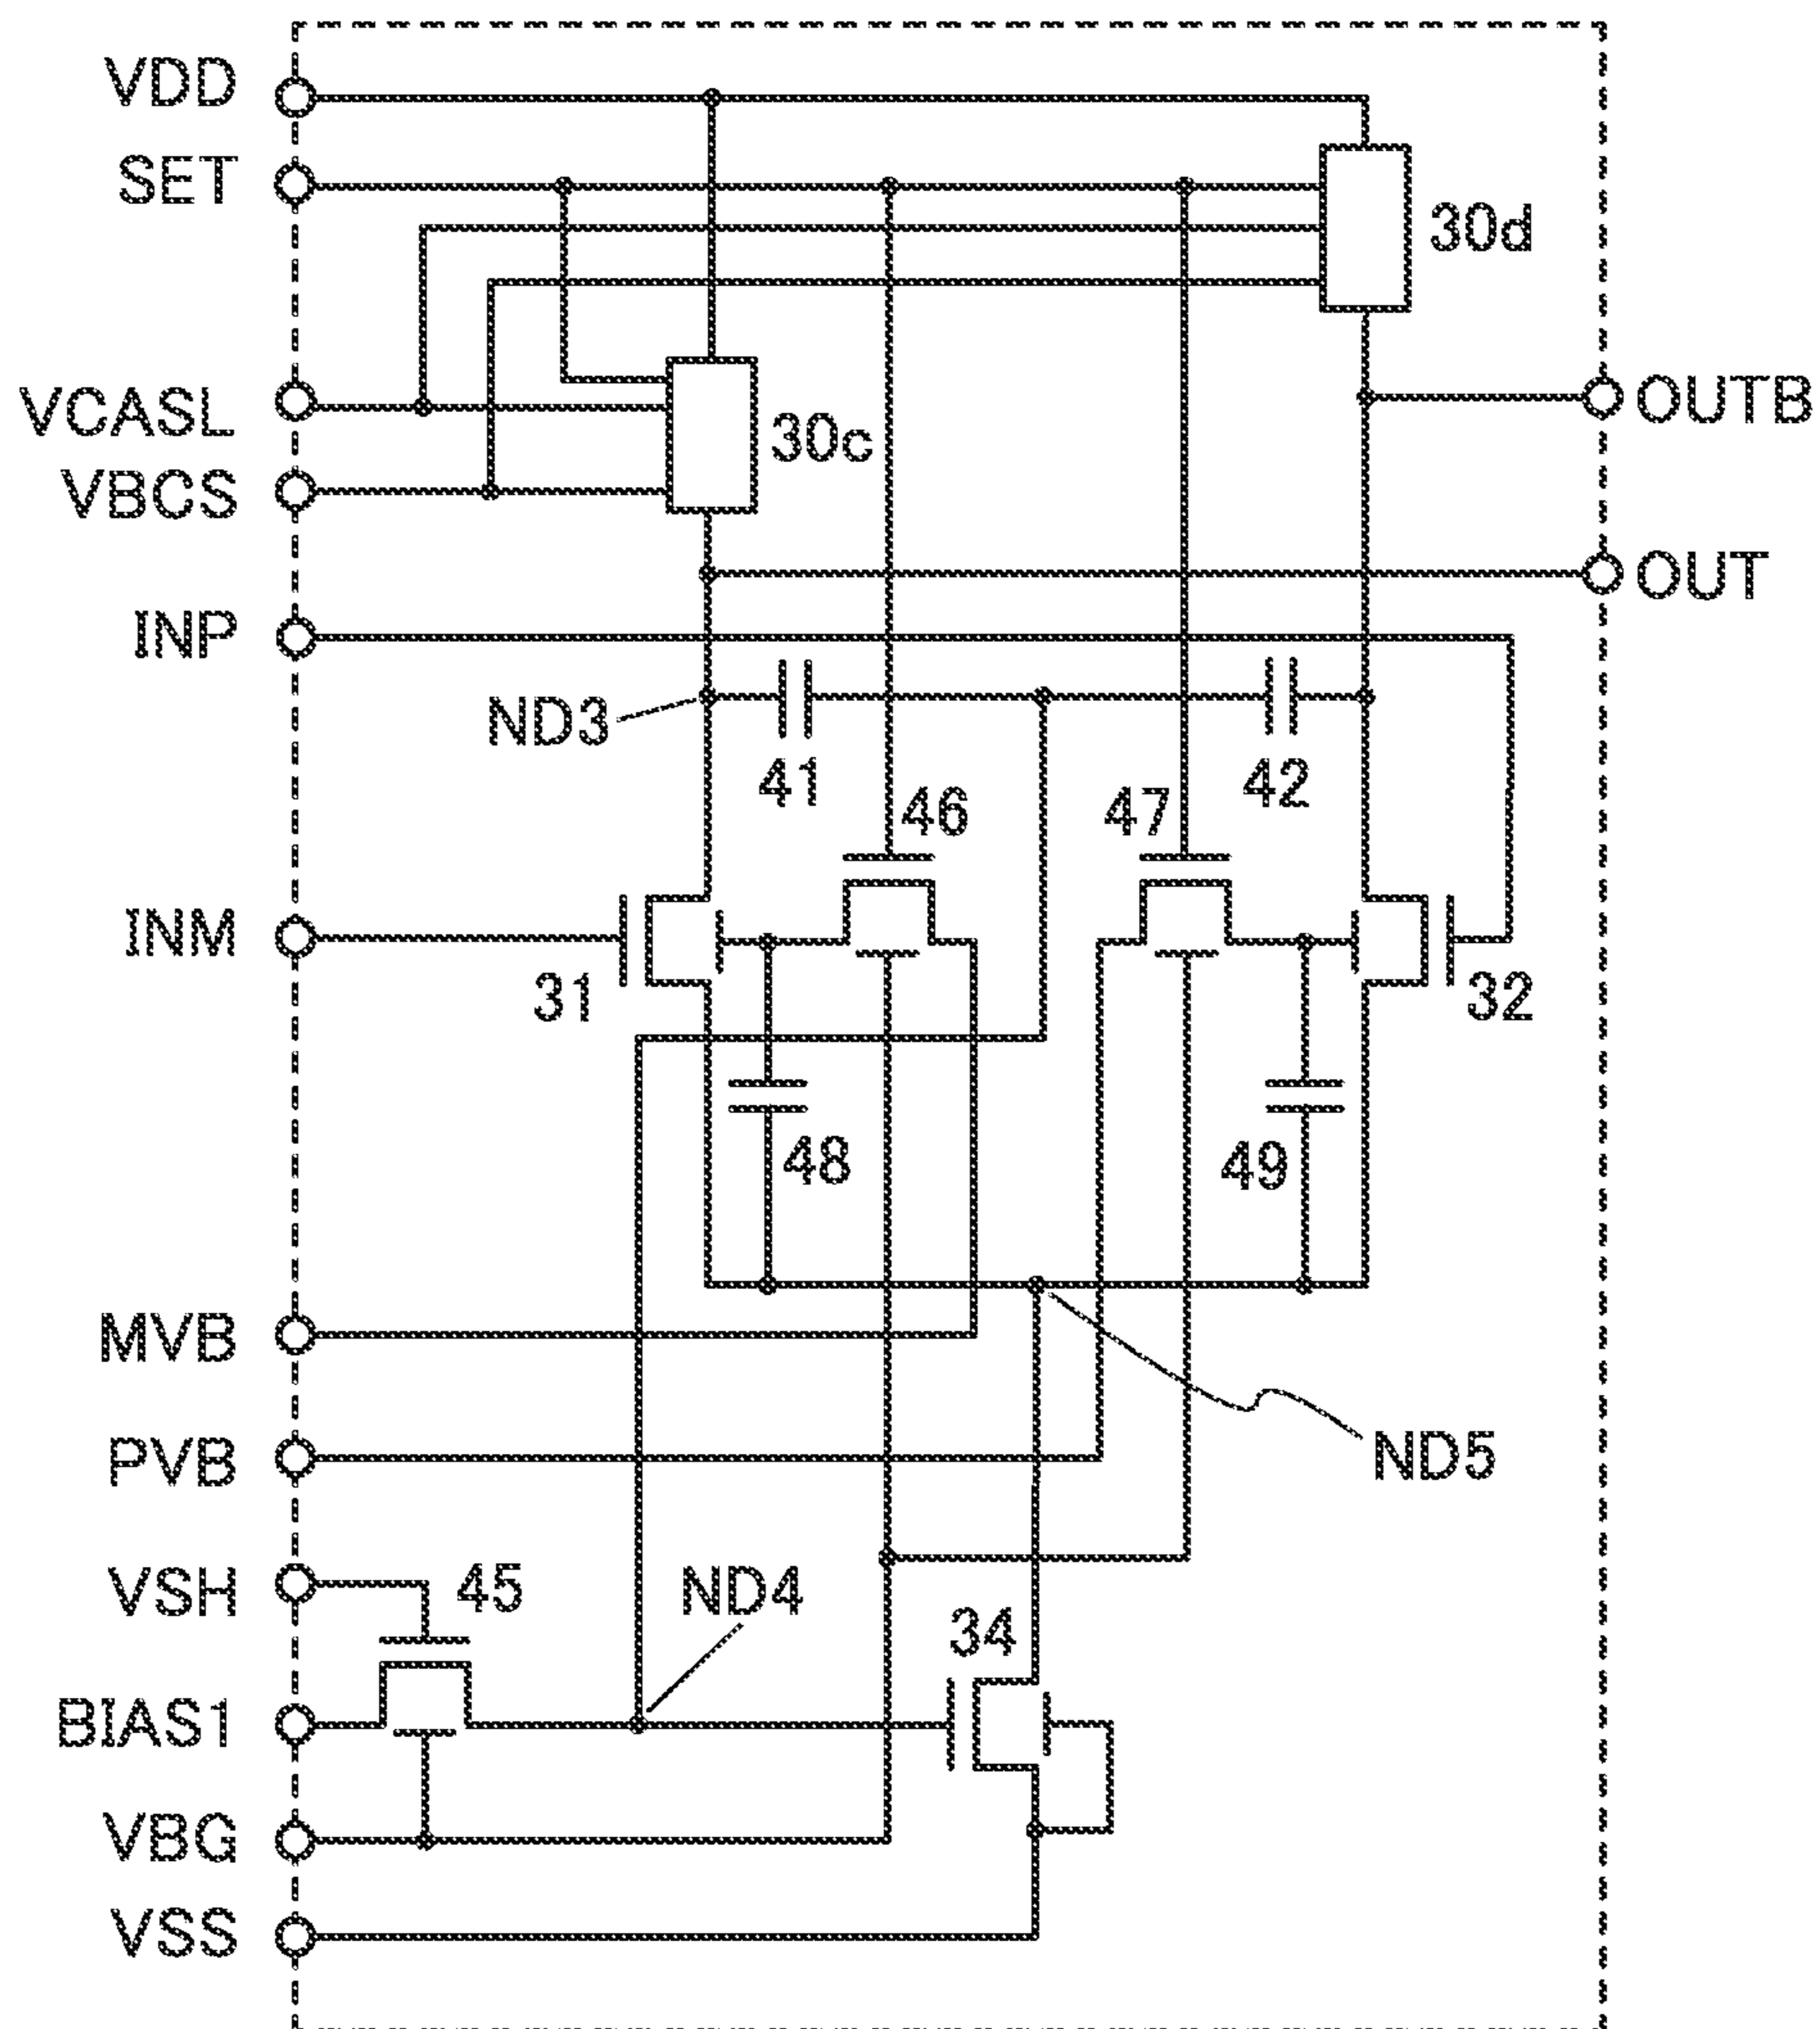 VDD
SET
30d
VCASL
OUTB
30c
VBCS
OUT
INP
ND3
41
42
46
47
INM
31
32
48
49
MVB
PVB
ND5
VSH
45
ND4
34
BIAS1
VBG
VSS